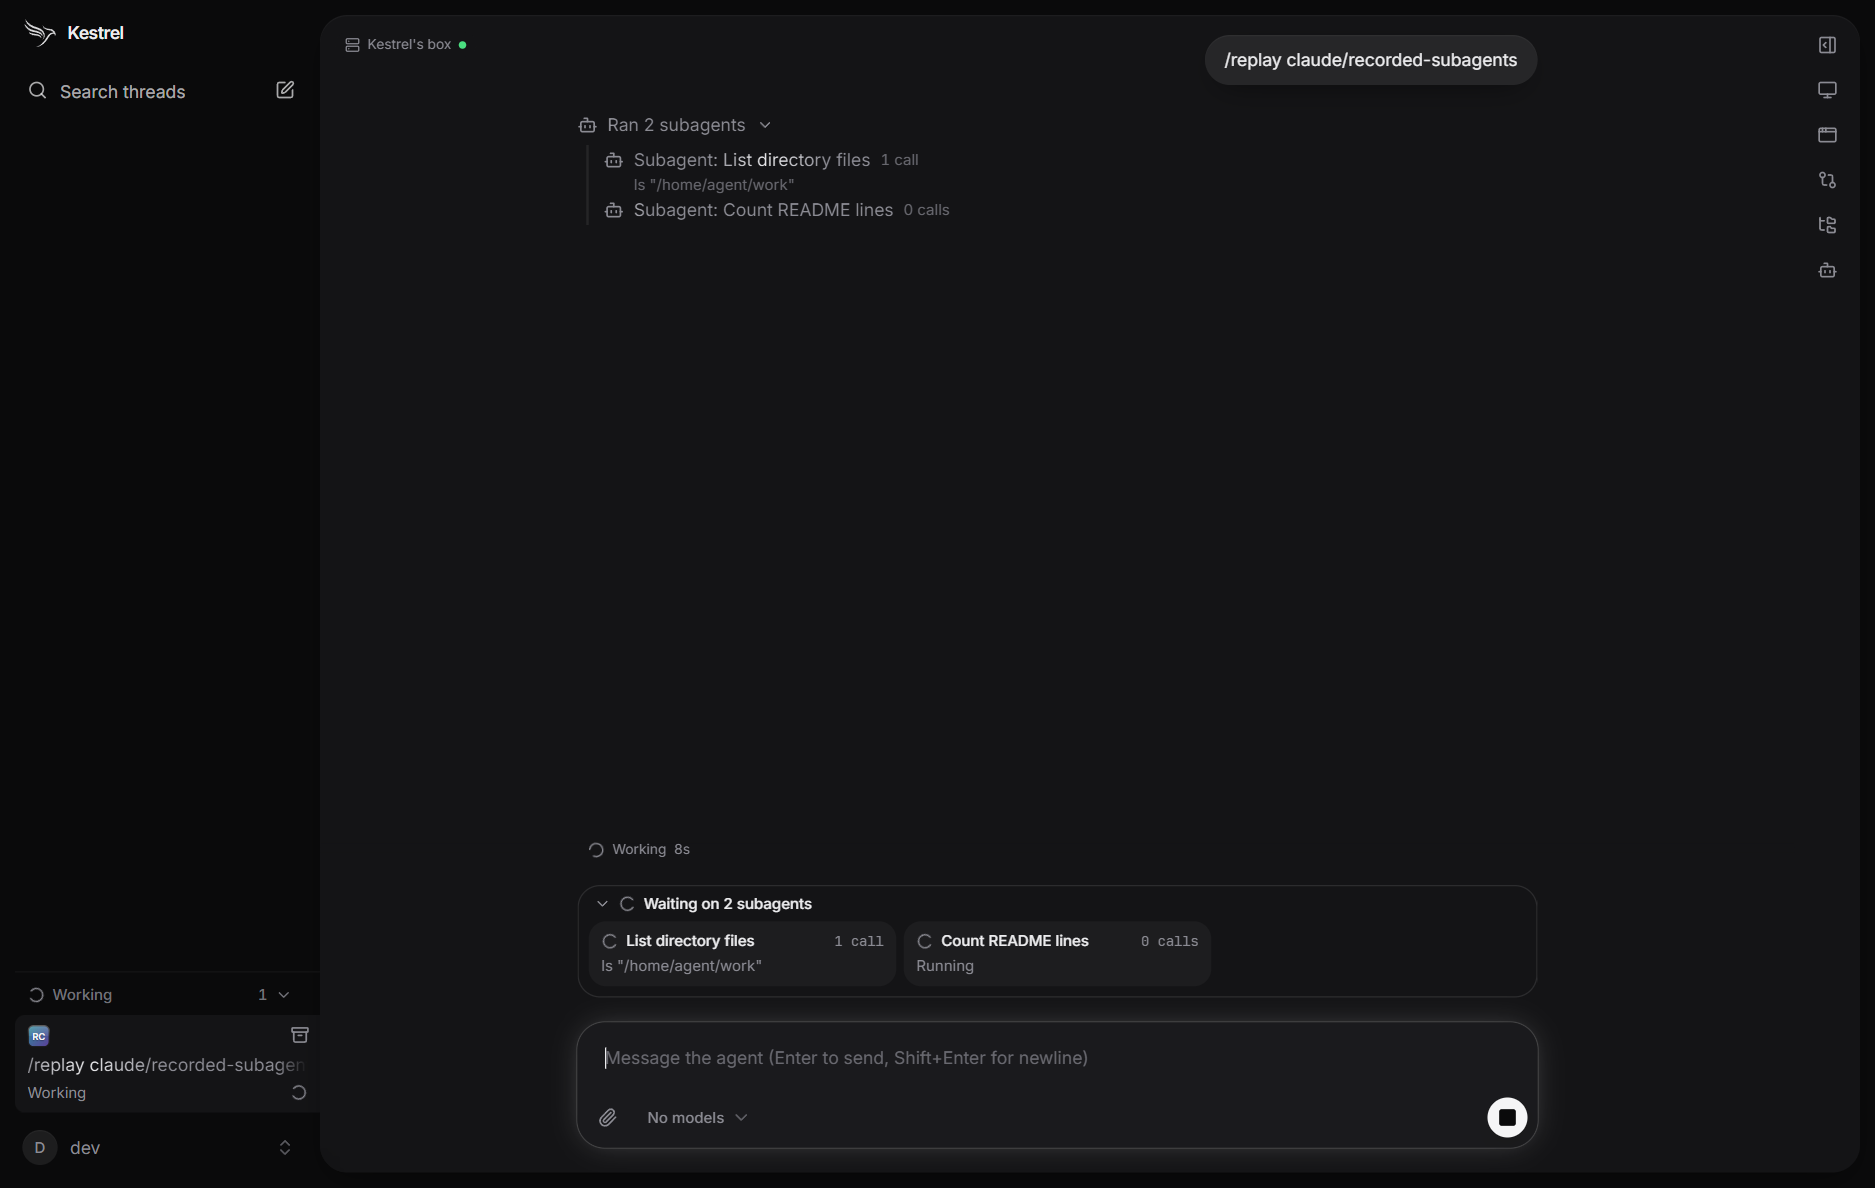 Kestrel
Search threads
Kestrel's box
/replay claude/recorded-subagents
Ran 2 subagents
Subagent: List directory files 1 call
ls "/home/agent/work"
Subagent: Count README lines 0 calls
Working 8s
Waiting on 2 subagents
List directory files 1 call
ls "/home/agent/work"
Count README lines 0 calls
Running
Message the agent (Enter to send, Shift+Enter for newline)
No models
Working 1
RC
/replay claude/recorded-subagen
Working
D dev